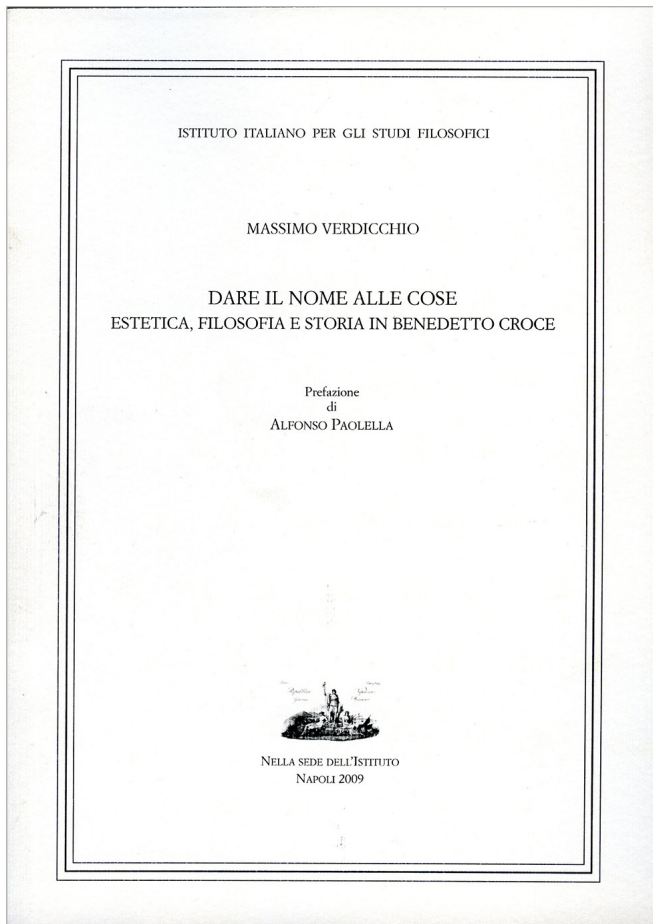 ISTITUTO ITALIANO PER GLI STUDI FILOSOFICI
MASSIMO VERDICCHIO
DARE IL NOME ALLE COSE
ESTETICA, FILOSOFIA E STORIA IN BENEDETTO CROCE
Prefazione
di
ALFONSO PAOLELLA
NELLA SEDE DELL'ISTITUTO
NAPOLI 2009